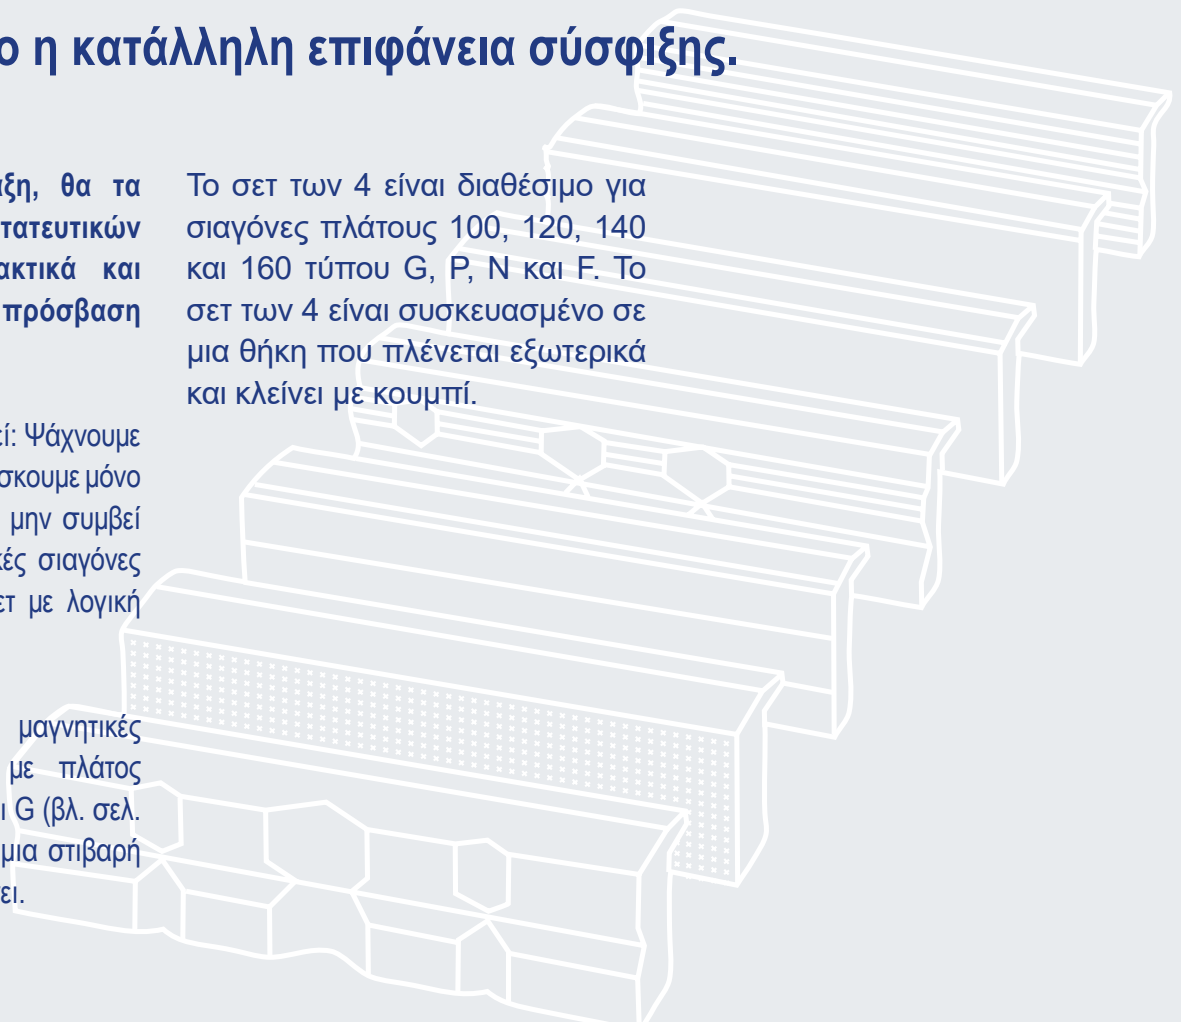 ο η κατάλληλη επιφάνεια σύσφιξης.
αξη, θα τα
τατευτικών
ακτικά και
πρόσβαση
εί: Ψάχνουμε
σκουμε μόνο
μην συμβεί
κές σιαγόνες
ετ με λογική
μαγνητικές
με πλάτος
ι G (βλ. σελ.
μια στιβαρή
τει.
Το σετ των 4 είναι διαθέσιμο για
σιαγόνες πλάτους 100, 120, 140
και 160 τύπου G, P, N και F. Το
σετ των 4 είναι συσκευασμένο σε
μια θήκη που πλένεται εξωτερικά
και κλείνει με κουμπί.